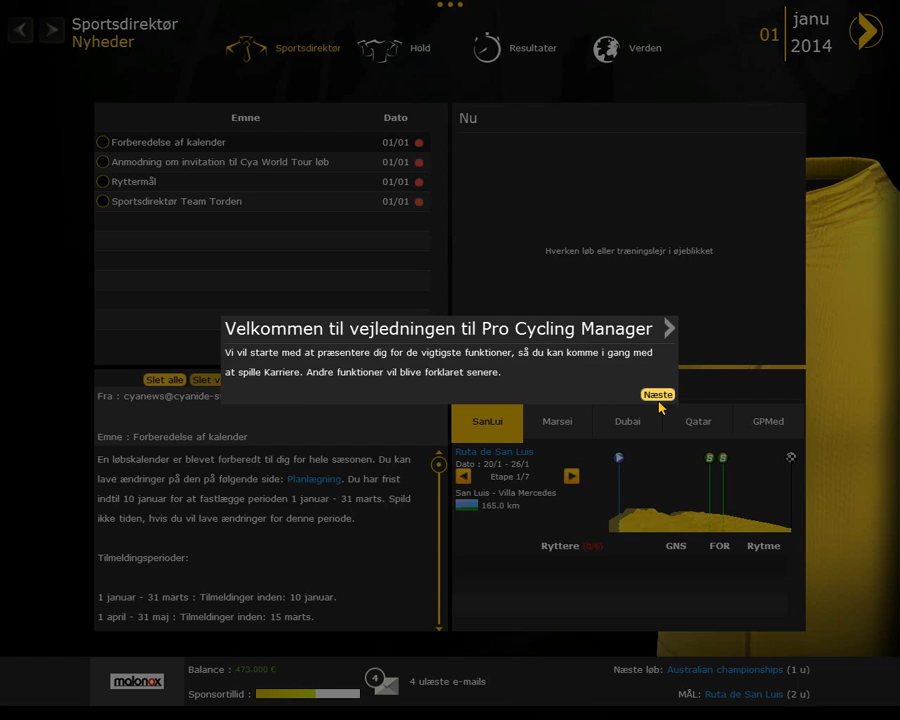 Sportsdirektør
Nyheder
Sportsdirektør
Hold
Resultater
Verden
01
janu
2014
Emne
Dato
Forberedelse af kalender 01/01
Anmodning om invitation til Cya World Tour løb 01/01
Ryttermål 01/01
Sportsdirektør Team Torden 01/01
Nu
Hverken løb eller træningslejr i øjeblikket
Velkommen til vejledningen til Pro Cycling Manager
Vi vil starte med at præsentere dig for de vigtigste funktioner, så du kan komme i gang med
at spille Karriere. Andre funktioner vil blive forklaret senere.
Næste
Slet alle
Slet v
Fra : cyanews@cyanide-s
Emne : Forberedelse af kalender
En løbskalender er blevet forberedt til dig for hele sæsonen. Du kan
lave ændringer på den på følgende side: Planlægning. Du har frist
indtil 10 januar for at fastlægge perioden 1 januar - 31 marts. Spild
ikke tiden, hvis du vil lave ændringer for denne periode.
Tilmeldingsperioder:
1 januar - 31 marts : Tilmeldinger inden: 10 januar.
1 april - 31 maj : Tilmeldinger inden: 15 marts.
SanLui
Marsei
Dubai
Qatar
GPMed
Ruta de San Luis
Dato : 20/1 - 26/1
Etape 1/7
San Luis - Villa Mercedes
165.0 km
S
S
Ryttere (0/6)
GNS
FOR
Rytme
malonox
Balance : 473.000 €
Sponsortillid :
4
4 ulæste e-mails
Næste løb: Australian championships (1 u)
MÅL: Ruta de San Luis (2 u)